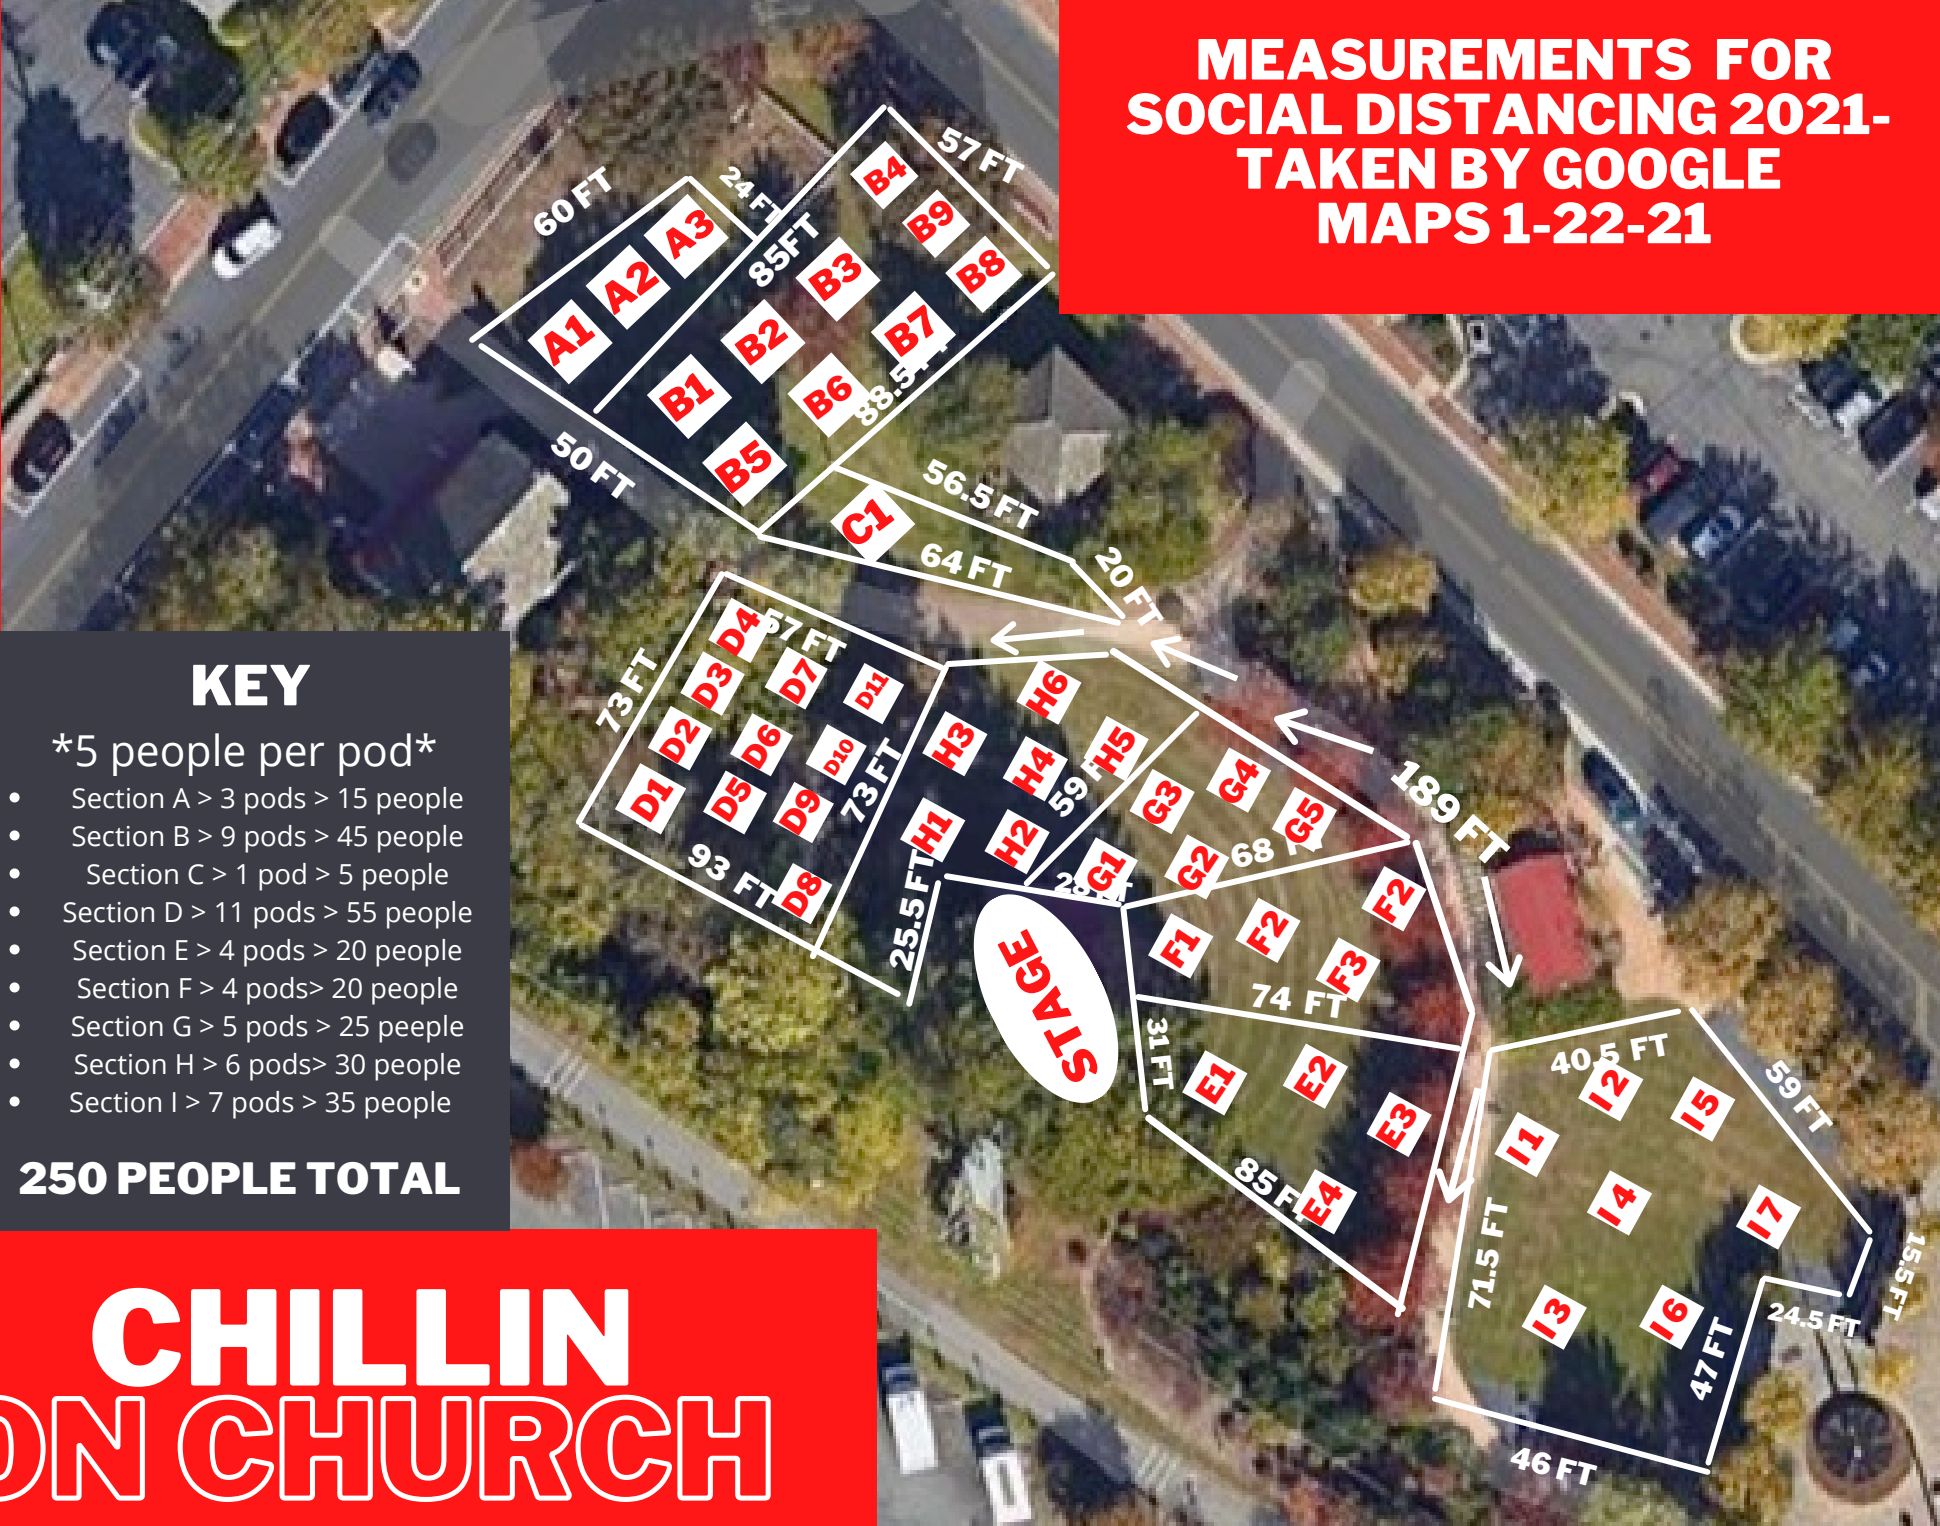 MEASUREMENTS FOR
SOCIAL DISTANCING 2021-
TAKEN BY GOOGLE
MAPS 1-22-21
57 FT
B4
24 FT
60 FT
B9
A3
85FT
B8
B3
A2
B7
A1
B2
88.5FT
B6
B1
B5
50 FT
56.5 FT
C1
64 FT
20 FT
D4
57 FT
73 FT
D3
D7
D11
H6
D2
D6
D10
73 FT
H3
H4
H5
59 F
G4
G3
G5
189 FT
D1
D5
D9
H1
H2
G1
G2
68
93 FT
D8
25.5 FT
28
F2
F1
F2
F3
74 FT
STAGE
31 FT
E1
E2
E3
85 F
E4
40.5 FT
I2
I5
59 FT
I1
I4
I7
71.5 FT
15.5 FT
I3
I6
24.5 FT
47 FT
46 FT
KEY
*5 people per pod*
• Section A > 3 pods > 15 people
• Section B > 9 pods > 45 people
• Section C > 1 pod > 5 people
• Section D > 11 pods > 55 people
• Section E > 4 pods > 20 people
• Section F > 4 pods> 20 people
• Section G > 5 pods > 25 peeple
• Section H > 6 pods> 30 people
• Section I > 7 pods > 35 people
250 PEOPLE TOTAL
CHILLIN
ON CHURCH